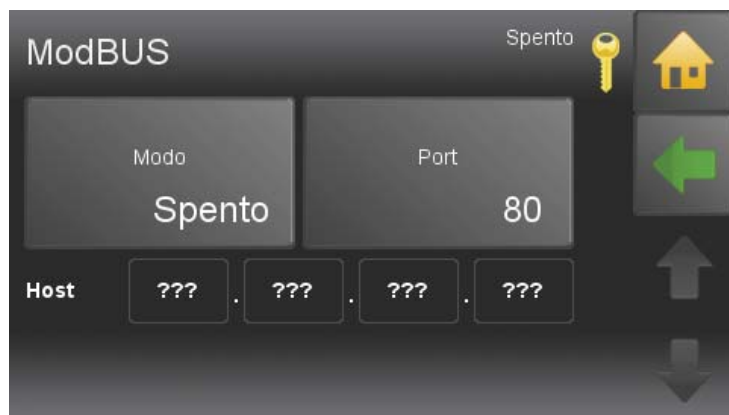 ModBUS
Spento
Modo
Port
Spento
80
Host ??? . ??? . ??? . ???